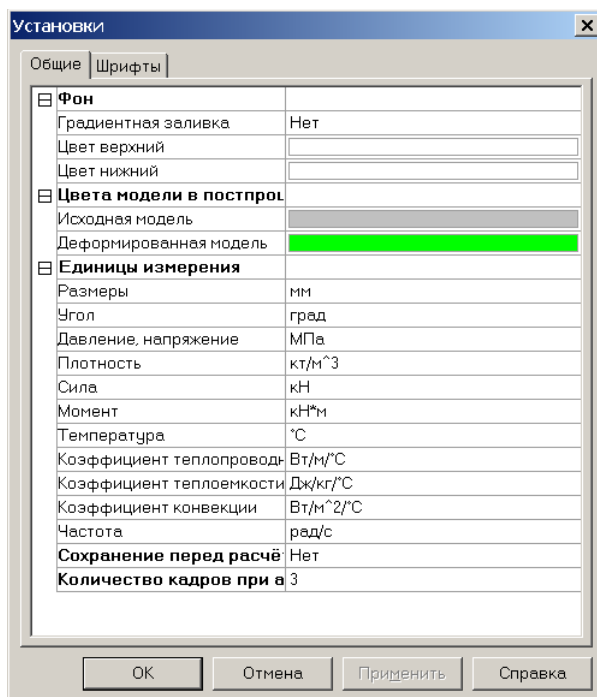 Установки
Общие Шрифты
Фон
Градиентная заливка Нет
Цвет верхний
Цвет нижний
Цвета модели в постпроц
Исходная модель
Деформированная модель
Единицы измерения
Размеры мм
Угол град
Давление, напряжение МПа
Плотность кт/м^3
Сила кН
Момент кН*м
Температура °C
Коэффициент теплопроводн Вт/м/°C
Коэффициент теплоемкости Дж/кг/°C
Коэффициент конвекции Вт/м^2/°C
Частота рад/с
Сохранение перед расчё Нет
Количество кадров при а 3
ОК Отмена Применить Справка